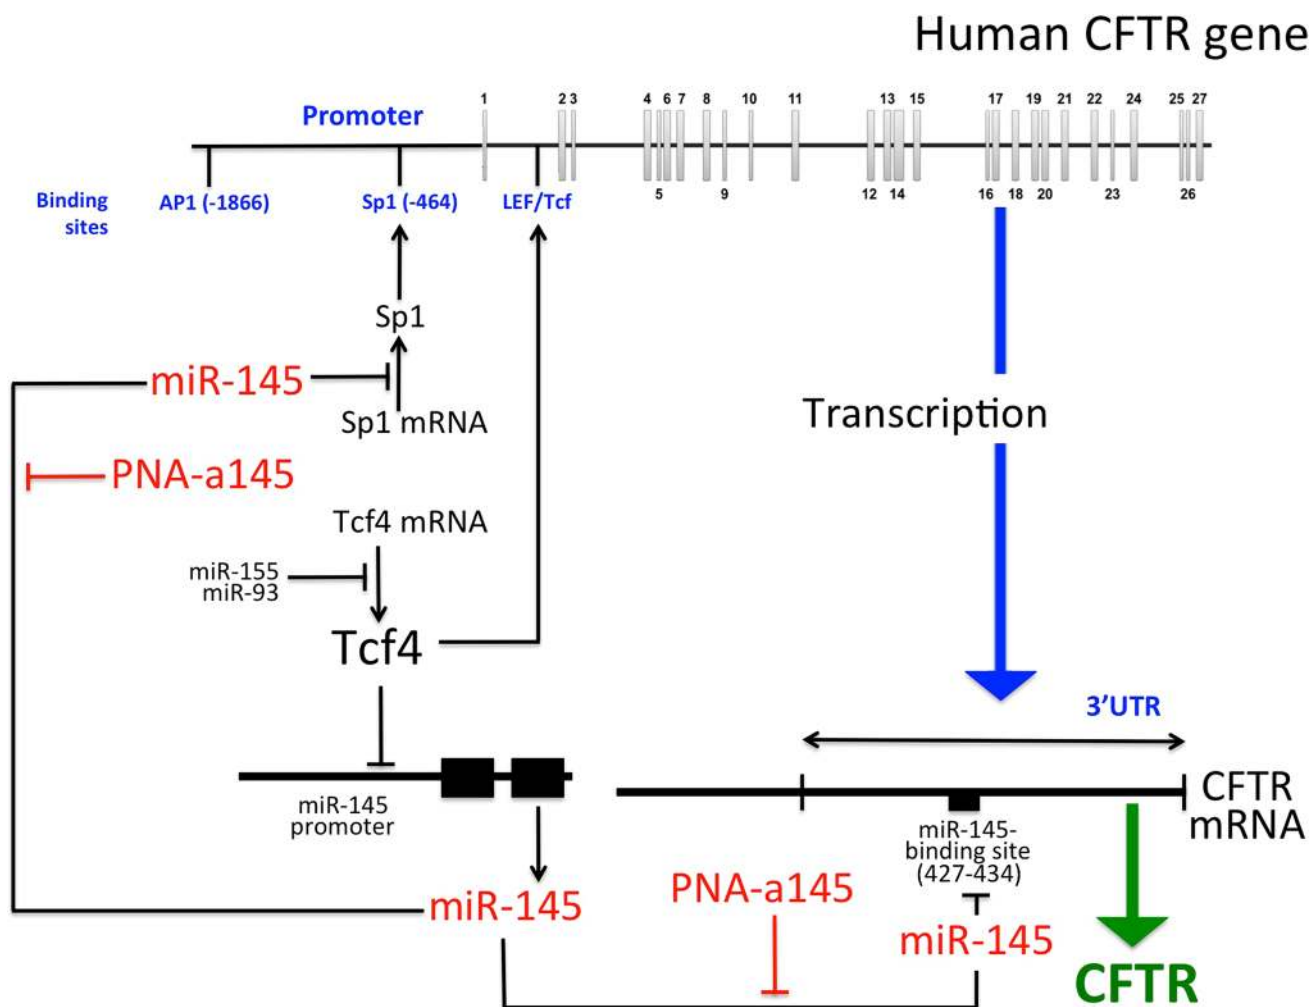 Human CFTR gene
1 2 3 4 6 7 8 10 11 13 15 17 19 21 22 24 25 27
Promoter
5 9 12 14 16 18 20 23 26
Binding
sites
AP1 (-1866)
Sp1 (-464)
LEF/Tcf
Sp1
miR-145
Sp1 mRNA
Transcription
PNA-a145
Tcf4 mRNA
miR-155
miR-93
Tcf4
3’UTR
miR-145
promoter
CFTR
mRNA
miR-145-
binding site
(427-434)
PNA-a145
miR-145
miR-145
CFTR